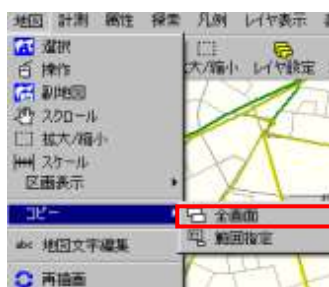 地図 計測 属性 探索 凡例 レイヤ表示
選択
操作
副地図
スクロール
拡大/縮小
スケール
区画表示
コピー
abc 地図文字編集
再描画
大/縮小 レイヤ設定
全画面
範囲指定